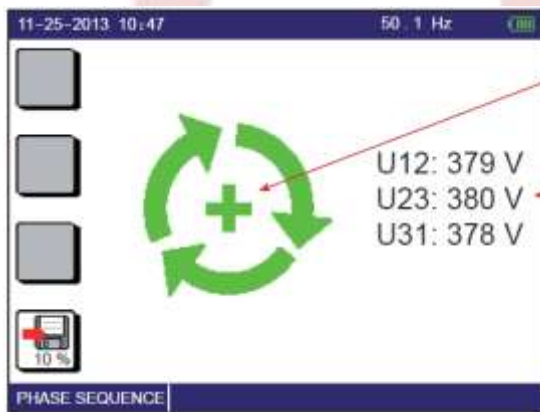 11-25-2013 10:47 50.1 Hz
U12: 379 V
U23: 380 V
U31: 378 V
10 %
PHASE SEQUENCE